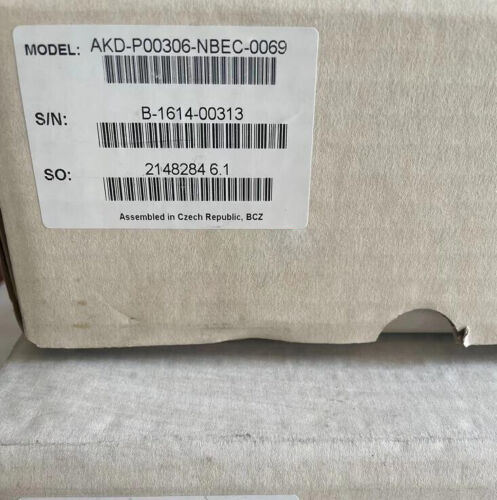 MODEL: AKD-P00306-NBEC-0069
S/N: B-1614-00313
SO: 2148284 6.1
Assembled in Czech Republic, BCZ